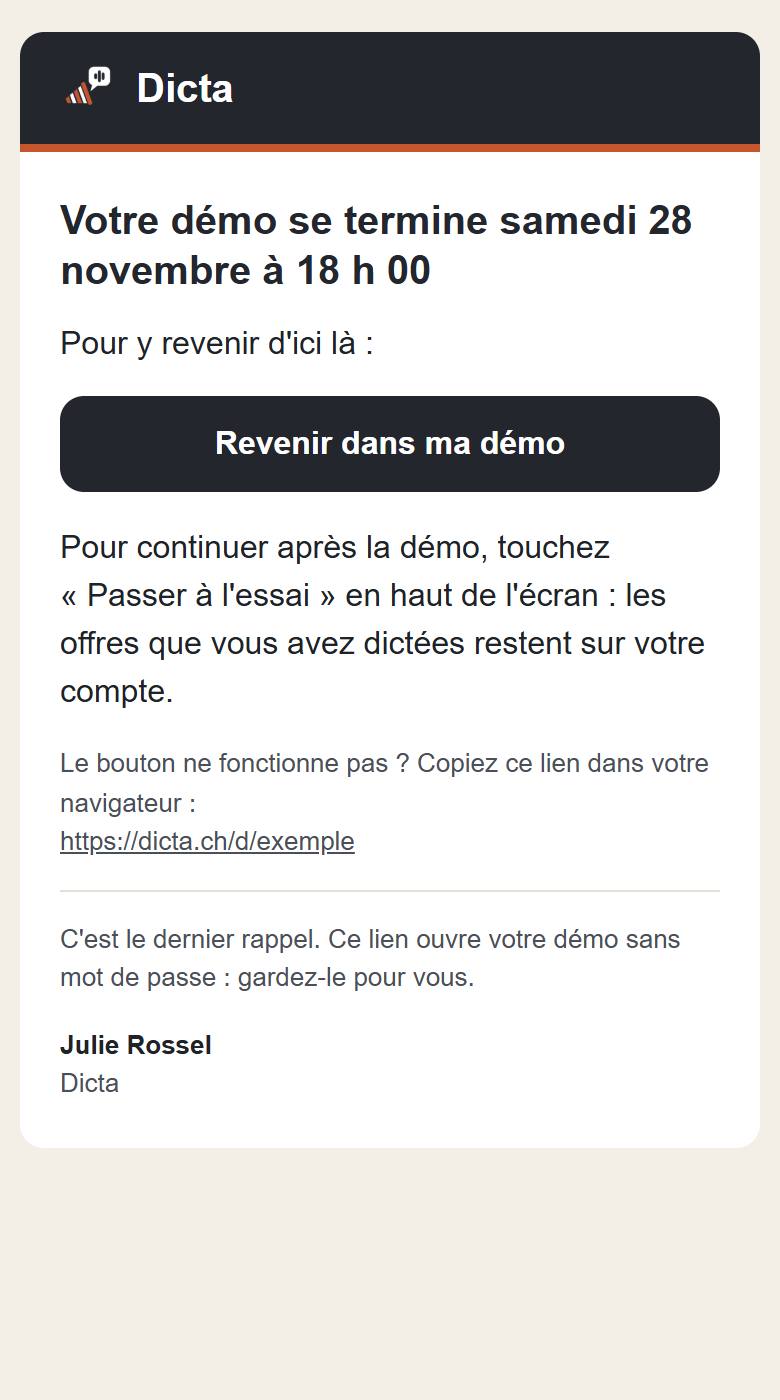 Dicta
Votre démo se termine samedi 28
novembre à 18 h 00
Pour y revenir d'ici là :
Revenir dans ma démo
Pour continuer après la démo, touchez
« Passer à l'essai » en haut de l'écran : les
offres que vous avez dictées restent sur votre
compte.
Le bouton ne fonctionne pas ? Copiez ce lien dans votre
navigateur :
https://dicta.ch/d/exemple
C'est le dernier rappel. Ce lien ouvre votre démo sans
mot de passe : gardez-le pour vous.
Julie Rossel
Dicta